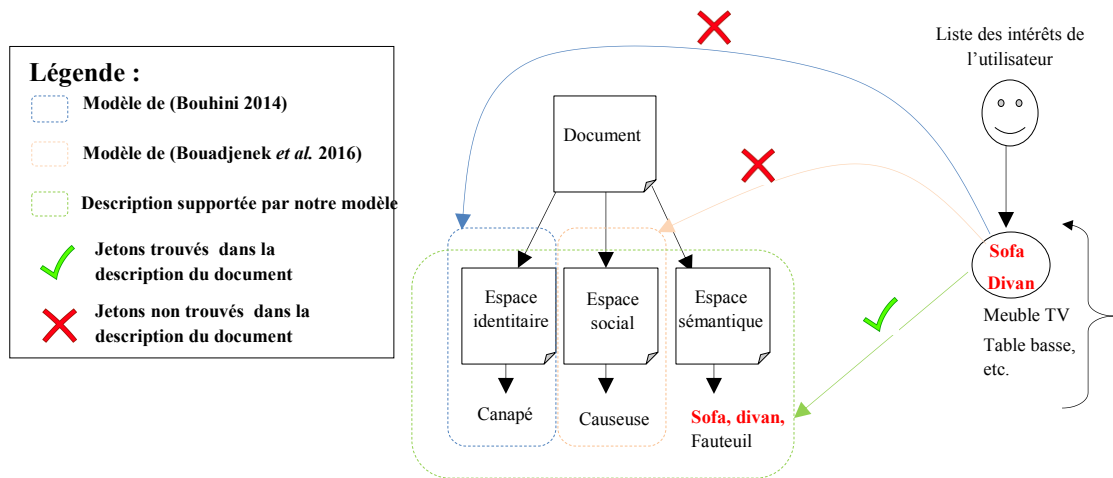 Légende :
Modèle de (Bouhini 2014)
Modèle de (Bouadjenek et al. 2016)
Description supportée par notre modèle
Jetons trouvés dans la
description du document
Jetons non trouvés dans la
description du document
Document
Espace
identitaire
Espace
social
Espace
sémantique
Canapé
Causeuse
Sofa, divan,
Fauteuil
Liste des intérêts de
l'utilisateur
Sofa
Divan
Meuble TV
Table basse,
etc.